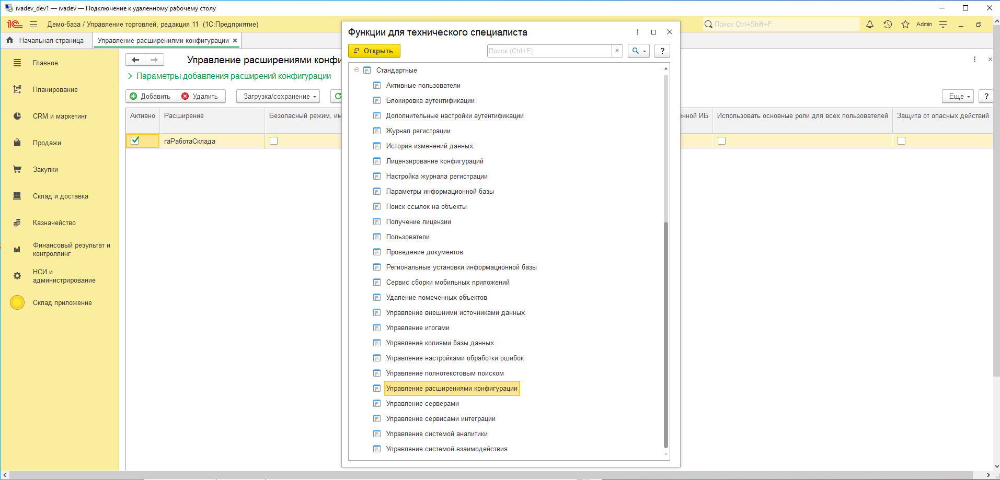 ivadev_dev1 — ivadev — Подключение к удаленному рабочему столу
1С Демо-база / Управление торговлей, редакция 11 (1С:Предприятие)
Поиск Ctrl+Shift+F
Admin
Начальная страница
Управление расширениями конфигурации
Главное
Планирование
CRM и маркетинг
Продажи
Закупки
Склад и доставка
Казначейство
Финансовый результат и
контроллинг
НСИ и
администрирование
Склад приложение
Управление расширениями конфи
Параметры добавления расширений конфигурации
Добавить
Удалить
Загрузка/сохранение
Еще
?
Активно
Расширение
Безопасный режим, им
нной ИБ
Использовать основные роли для всех пользователей
Защита от опасных действий
гаРаботаСклада
Функции для технического специалиста
Открыть
Поиск (Ctrl+F)
?
Стандартные
Активные пользователи
Блокировка аутентификации
Дополнительные настройки аутентификации
Журнал регистрации
История изменений данных
Лицензирование конфигураций
Настройка журнала регистрации
Параметры информационной базы
Поиск ссылок на объекты
Получение лицензии
Пользователи
Проведение документов
Региональные установки информационной базы
Сервис сборки мобильных приложений
Удаление помеченных объектов
Управление внешними источниками данных
Управление итогами
Управление копиями базы данных
Управление настройками обработки ошибок
Управление полнотекстовым поиском
Управление расширениями конфигурации
Управление серверами
Управление сервисами интеграции
Управление системой аналитики
Управление системой взаимодействия